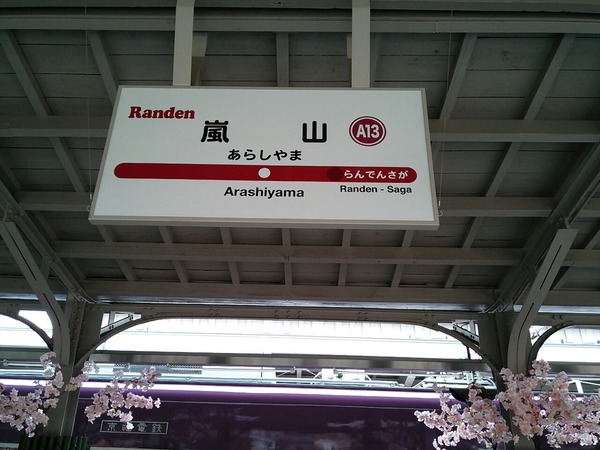 Randen
嵐 山 A13
あらしやま
らんでんさが
Arashiyama
Randen - Saga
京福電鉄